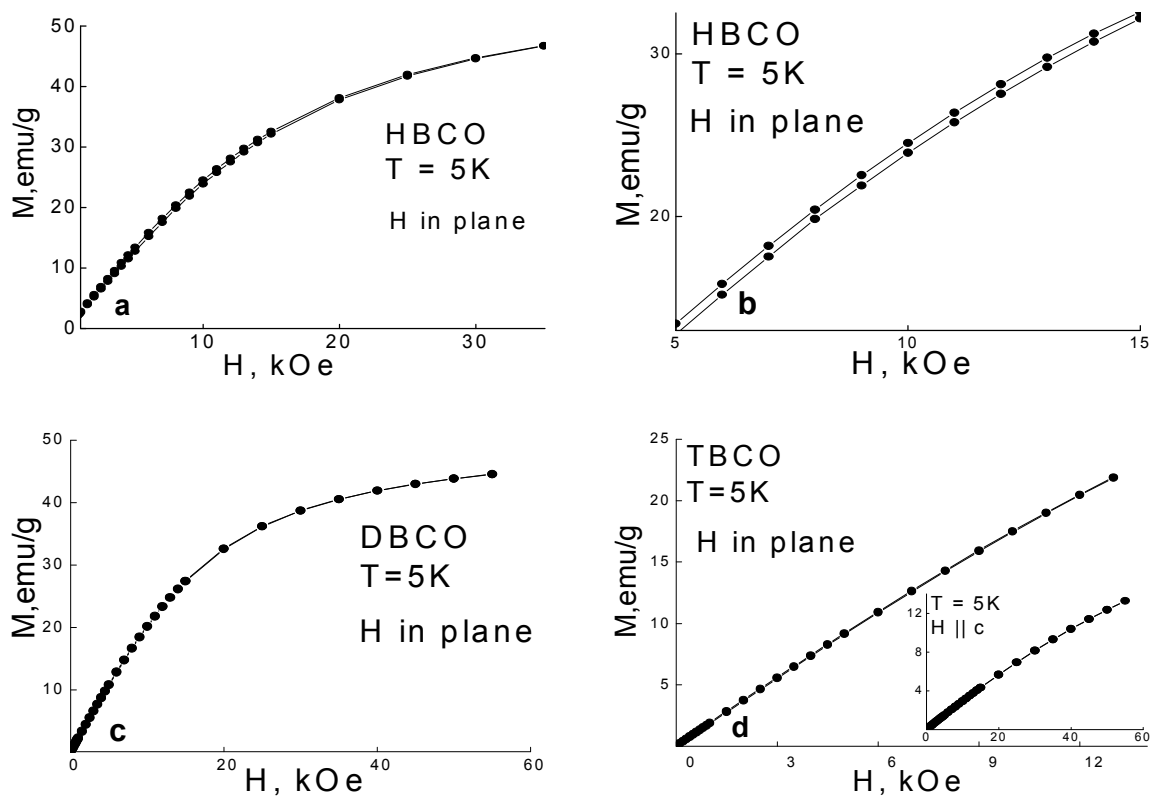 50
40
30
20
10
0
M,emu/g
HBCO
T = 5K
H in plane
a
10
20
30
H, kOe
30
20
M,emu/g
HBCO
T = 5K
H in plane
b
5
10
15
H, kOe
50
40
30
20
10
M,emu/g
DBCO
T=5K
H in plane
c
0
20
40
60
H, kOe
25
20
15
10
5
M,emu/g
TBCO
T=5K
H in plane
12
8
4
T = 5K
H || c
0
20
40
60
d
0
3
6
9
12
H, kOe